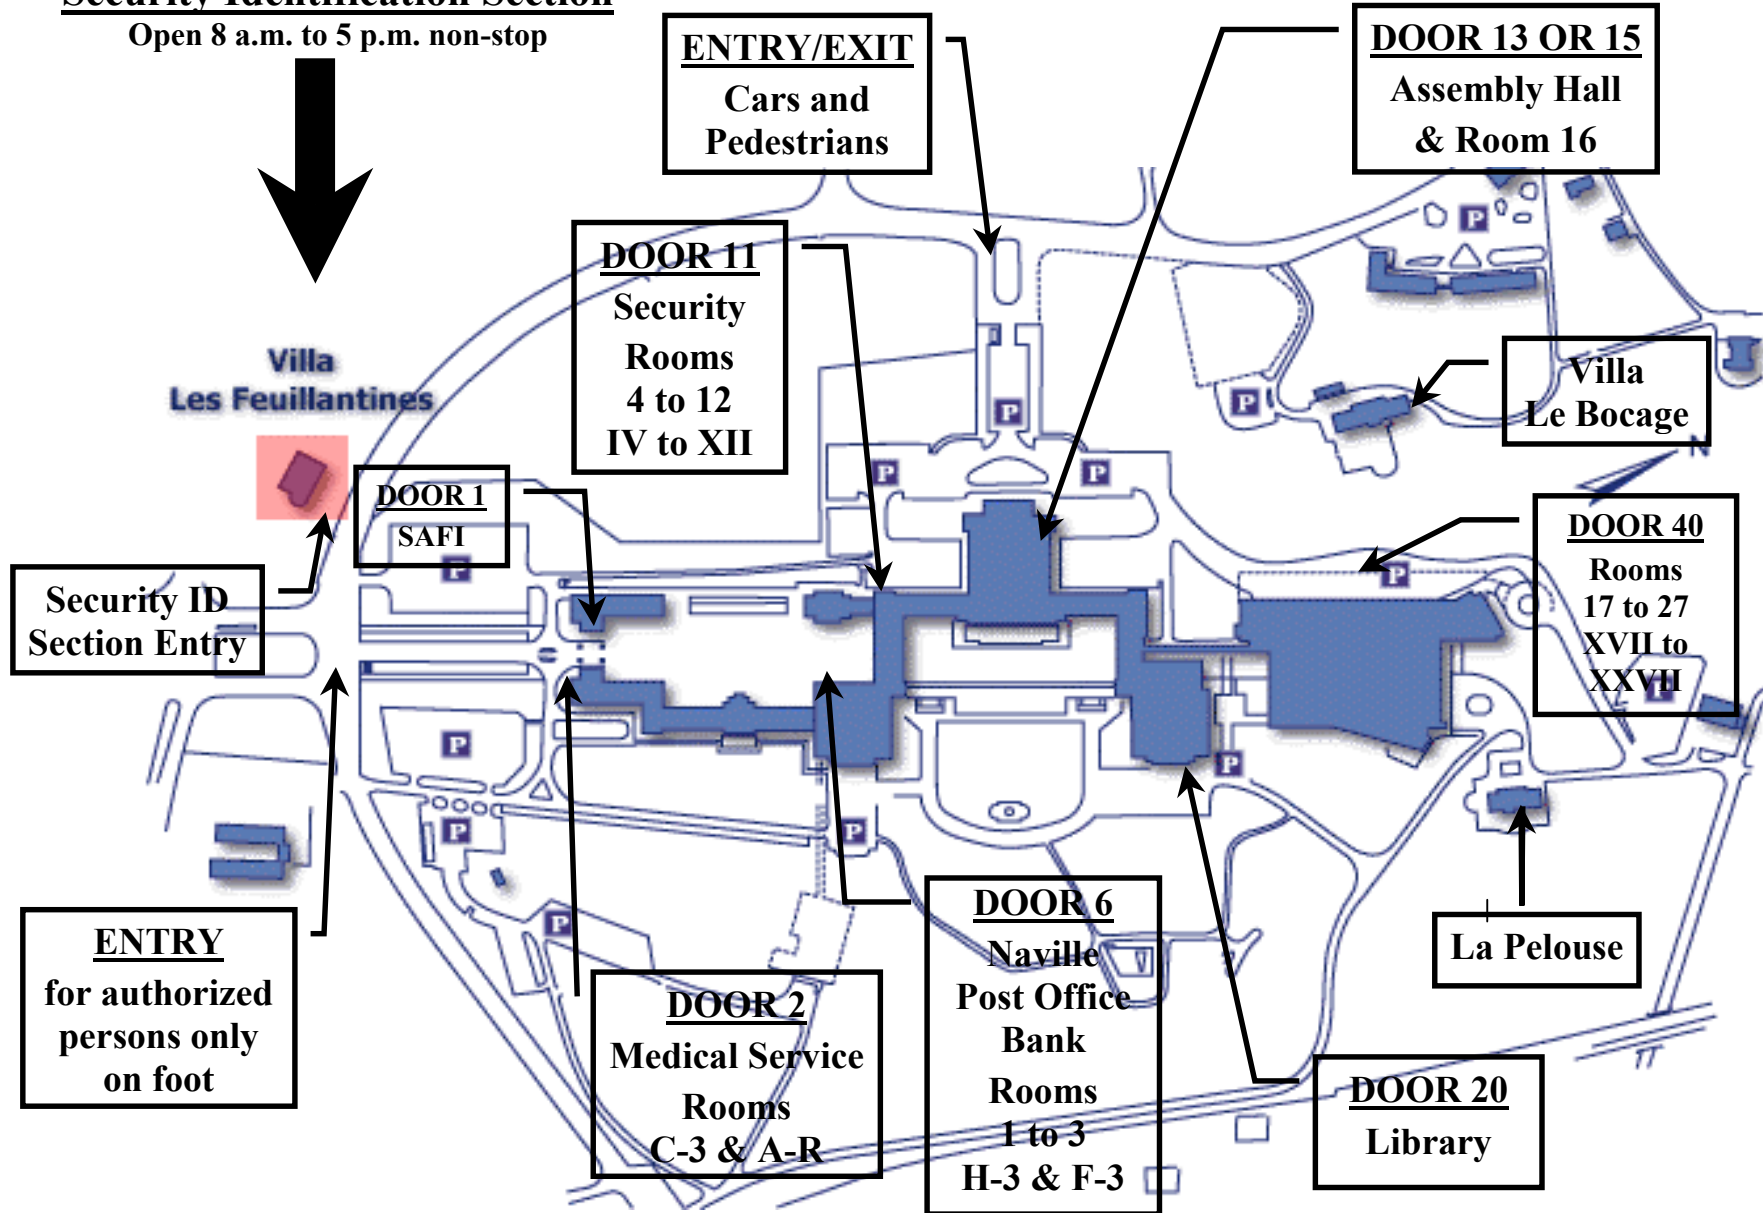 Security Identification Section
Open 8 a.m. to 5 p.m. non-stop
ENTRY/EXIT
Cars and
Pedestrians
DOOR 13 OR 15
Assembly Hall
& Room 16
DOOR 11
Security
Rooms
4 to 12
IV to XII
Villa
Les Feuillantines
Villa
Le Bocage
N
DOOR 1
SAFI
DOOR 40
Rooms
17 to 27
XVII to
XXVII
Security ID
Section Entry
ENTRY
for authorized
persons only
on foot
DOOR 2
Medical Service
Rooms
C-3 & A-R
DOOR 6
Naville
Post Office
Bank
Rooms
1 to 3
H-3 & F-3
La Pelouse
DOOR 20
Library
P
P
P
P
P
P
P
P
P
P
P
P
P